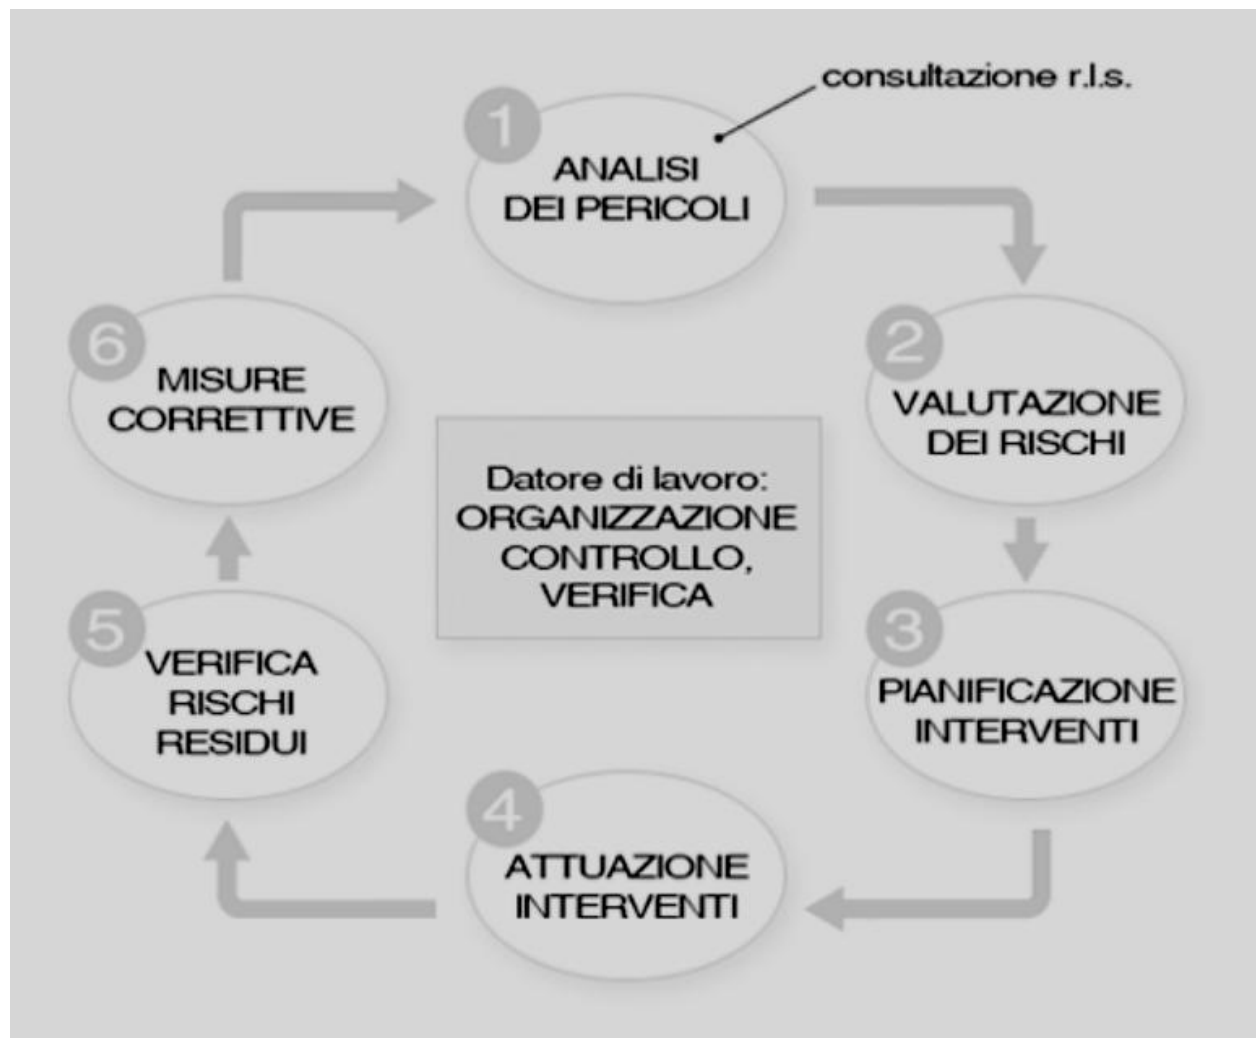 consultazione r.l.s.
1
ANALISI
DEI PERICOLI
2
VALUTAZIONE
DEI RISCHI
3
PIANIFICAZIONE
INTERVENTI
4
ATTUAZIONE
INTERVENTI
5
VERIFICA
RISCHI
RESIDUI
6
MISURE
CORRETTIVE
Datore di lavoro:
ORGANIZZAZIONE
CONTROLLO,
VERIFICA